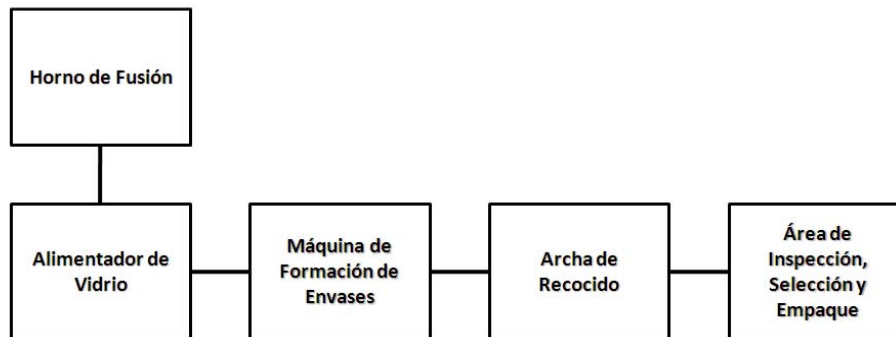 Horno de Fusión
Alimentador de
Vidrio
Máquina de
Formación de
Envases
Archa de
Recocido
Área de
Inspección,
Selección y
Empaque